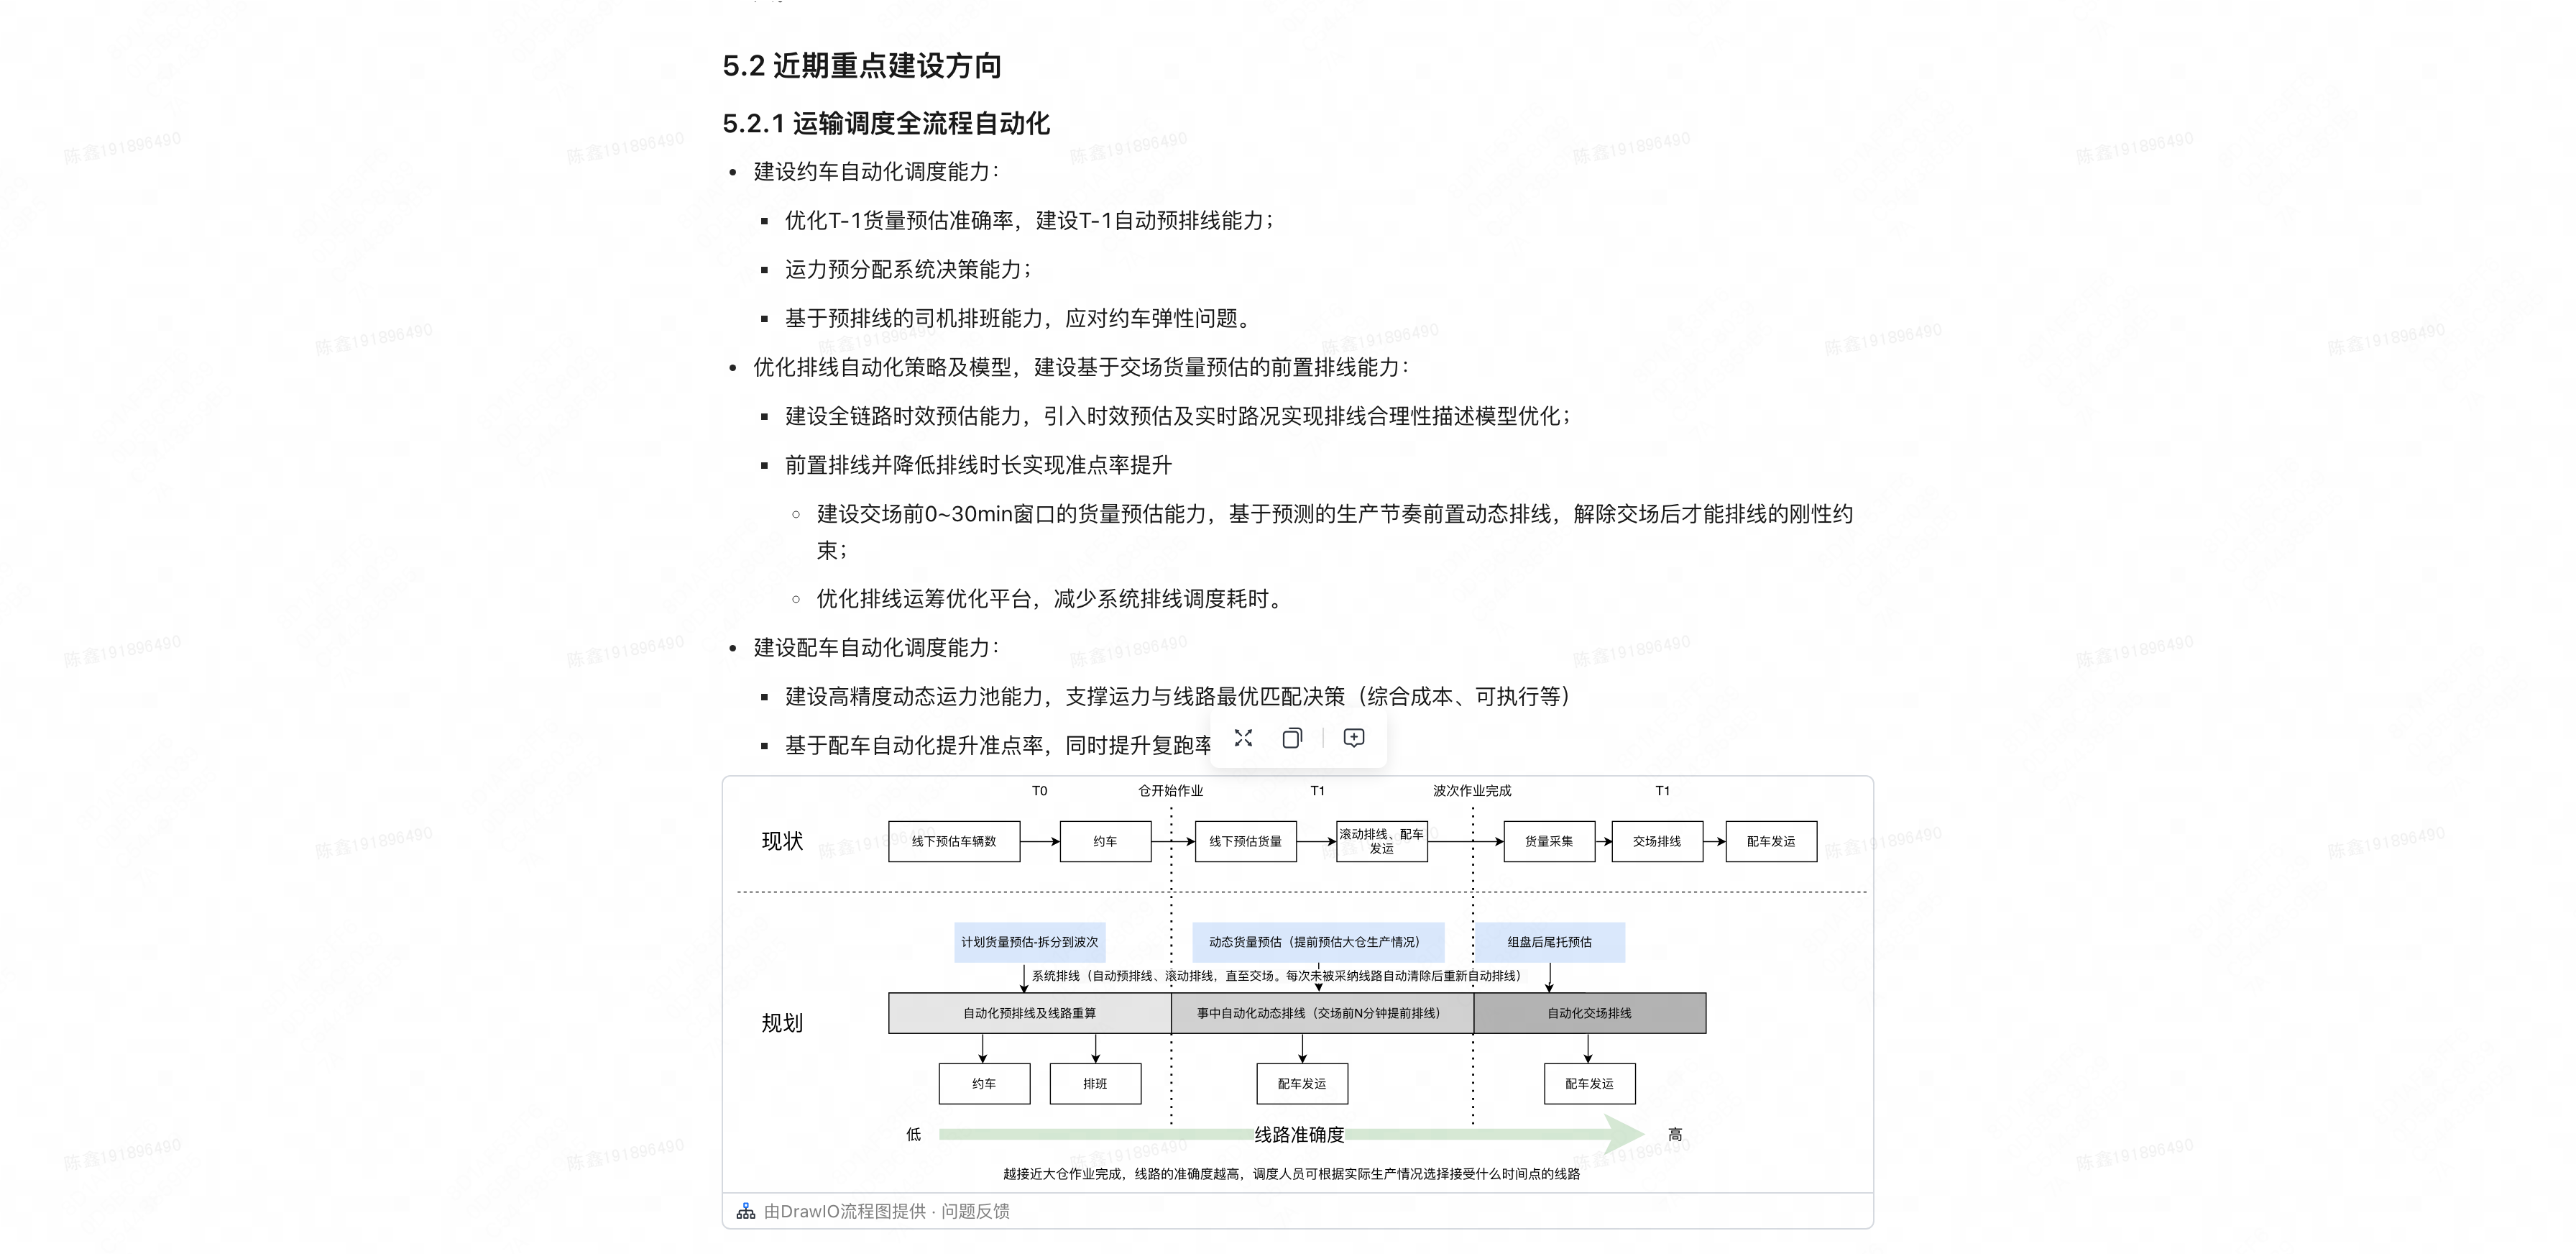 5.2 近期重点建设方向
5.2.1 运输调度全流程自动化
建设约车自动化调度能力：
优化T-1货量预估准确率，建设T-1自动预排线能力；
运力预分配系统决策能力；
基于预排线的司机排班能力，应对约车弹性问题。
优化排线自动化策略及模型，建设基于交场货量预估的前置排线能力：
建设全链路时效预估能力，引入时效预估及实时路况实现排线合理性描述模型优化；
前置排线并降低排线时长实现准点率提升
建设交场前0~30min窗口的货量预估能力，基于预测的生产节奏前置动态排线，解除交场后才能排线的刚性约
束；
优化排线运筹优化平台，减少系统排线调度耗时。
建设配车自动化调度能力：
建设高精度动态运力池能力，支撑运力与线路最优匹配决策（综合成本、可执行等）
基于配车自动化提升准点率，同时提升复跑率
T0 仓开始作业 T1 波次作业完成 T1
现状 线下预估车辆数 约车 线下预估货量 滚动排线、配车
发运 货量采集 交场排线 配车发运
计划货量预估-拆分到波次 动态货量预估（提前预估大仓生产情况） 组盘后尾托预估
系统排线（自动预排线、滚动排线，直至交场。每次未被采纳线路自动清除后重新自动排线）
规划 自动化预排线及线路重算 事中自动化动态排线（交场前N分钟提前排线） 自动化交场排线
约车 排班 配车发运 配车发运
低 线路准确度 高
越接近大仓作业完成，线路的准确度越高，调度人员可根据实际生产情况选择接受什么时间点的线路
由DrawIO流程图提供 · 问题反馈
陈鑫191896490